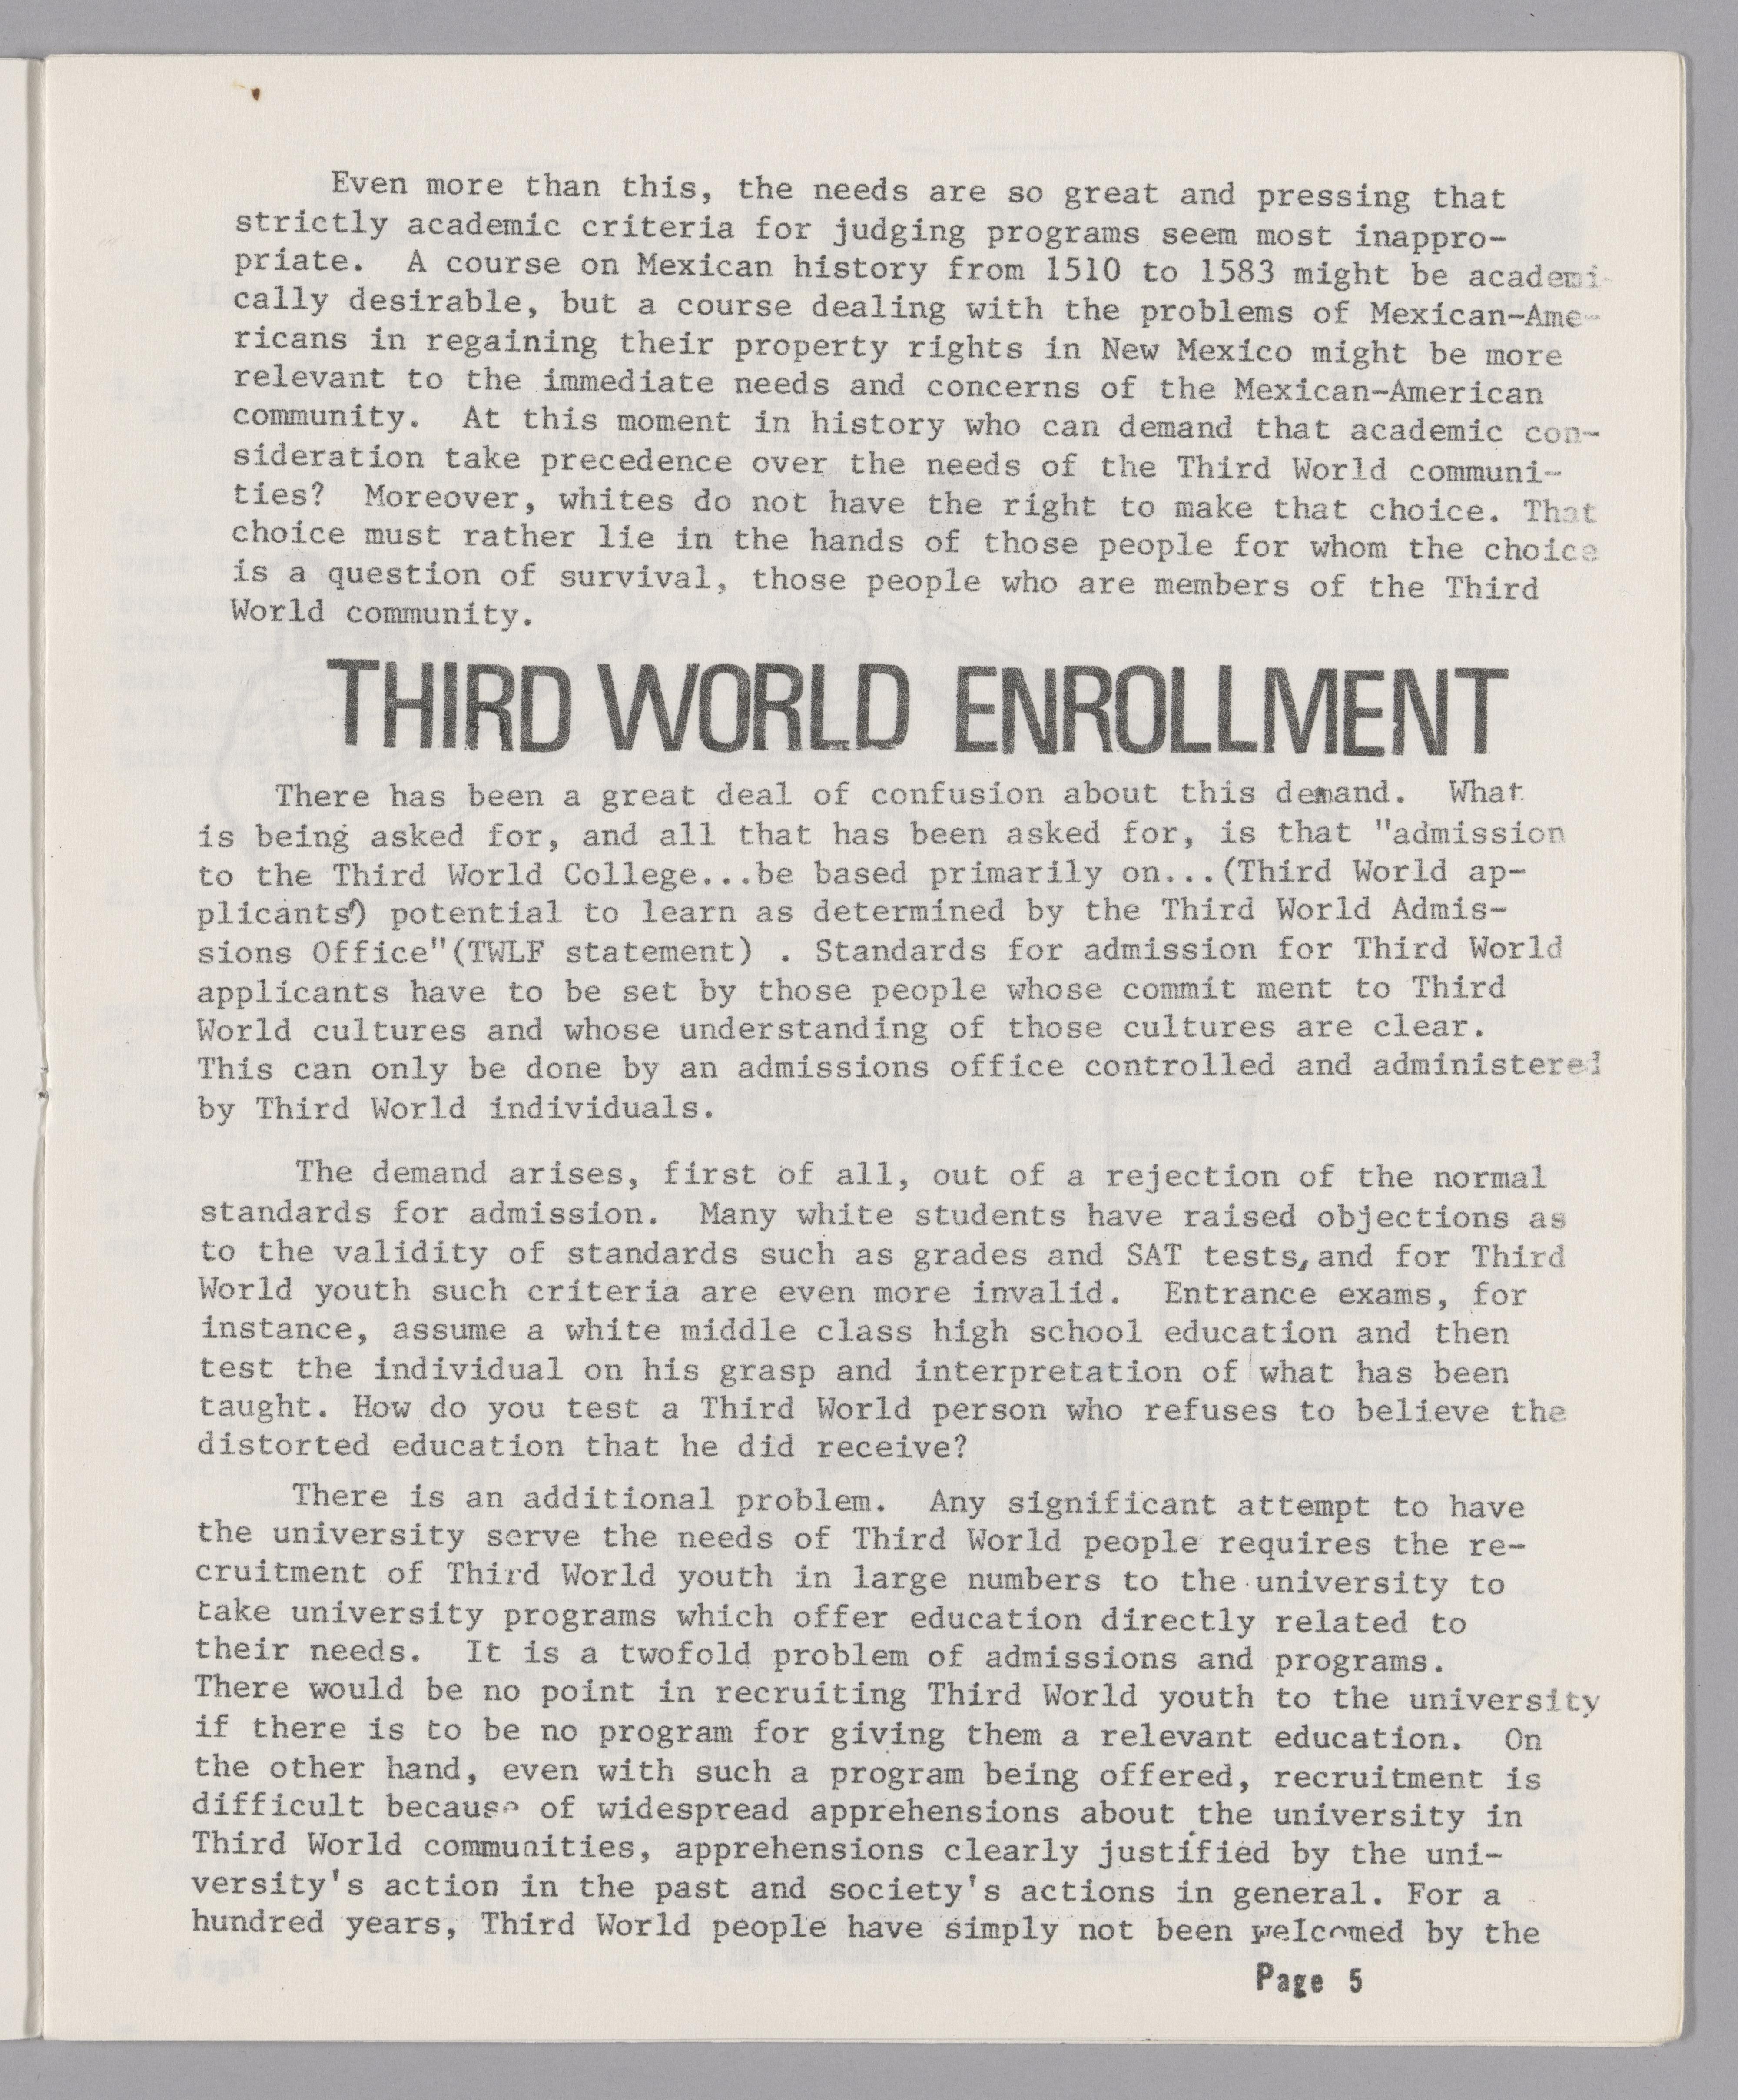 Even more than this, the needs are so great and pressing that
strictly academic criteria for judging programs seem most inappro-
priate. A course on Mexican history from 1510 to 1583 might be academi-
cally desirable, but a course dealing with the problems of Mexican-Ame-
ricans in regaining their property rights in New Mexico might be more
relevant to the immediate needs and concerns of the Mexican-American
community. At this moment in history who can demand that academic con-
sideration take precedence over the needs of the Third World communi-
ties? Moreover, whites do not have the right to make that choice. That
choice must rather lie in the hands of those people for whom the choice
is a question of survival, those people who are members of the Third
World community.
THIRD WORLD ENROLLMENT
There has been a great deal of confusion about this demand. What
is being asked for, and all that has been asked for, is that "admission
to the Third World College...be based primarily on...(Third World ap-
plicants') potential to learn as determined by the Third World Admis-
sions Office"(TWLF statement) . Standards for admission for Third World
applicants have to be set by those people whose commit ment to Third
World cultures and whose understanding of those cultures are clear.
This can only be done by an admissions office controlled and administered
by Third World individuals.
The demand arises, first of all, out of a rejection of the normal
standards for admission. Many white students have raised objections as
to the validity of standards such as grades and SAT tests, and for Third
World youth such criteria are even more invalid. Entrance exams, for
instance, assume a white middle class high school education and then
test the individual on his grasp and interpretation of what has been
taught. How do you test a Third World person who refuses to believe the
distorted education that he did receive?
There is an additional problem. Any significant attempt to have
the university serve the needs of Third World people requires the re-
cruitment of Third World youth in large numbers to the university to
take university programs which offer education directly related to
their needs. It is a twofold problem of admissions and programs.
There would be no point in recruiting Third World youth to the university
if there is to be no program for giving them a relevant education. On
the other hand, even with such a program being offered, recruitment is
difficult because of widespread apprehensions about the university in
Third World communities, apprehensions clearly justified by the uni-
versity's action in the past and society's actions in general. For a
hundred years, Third World people have simply not been welcomed by the
Page 5